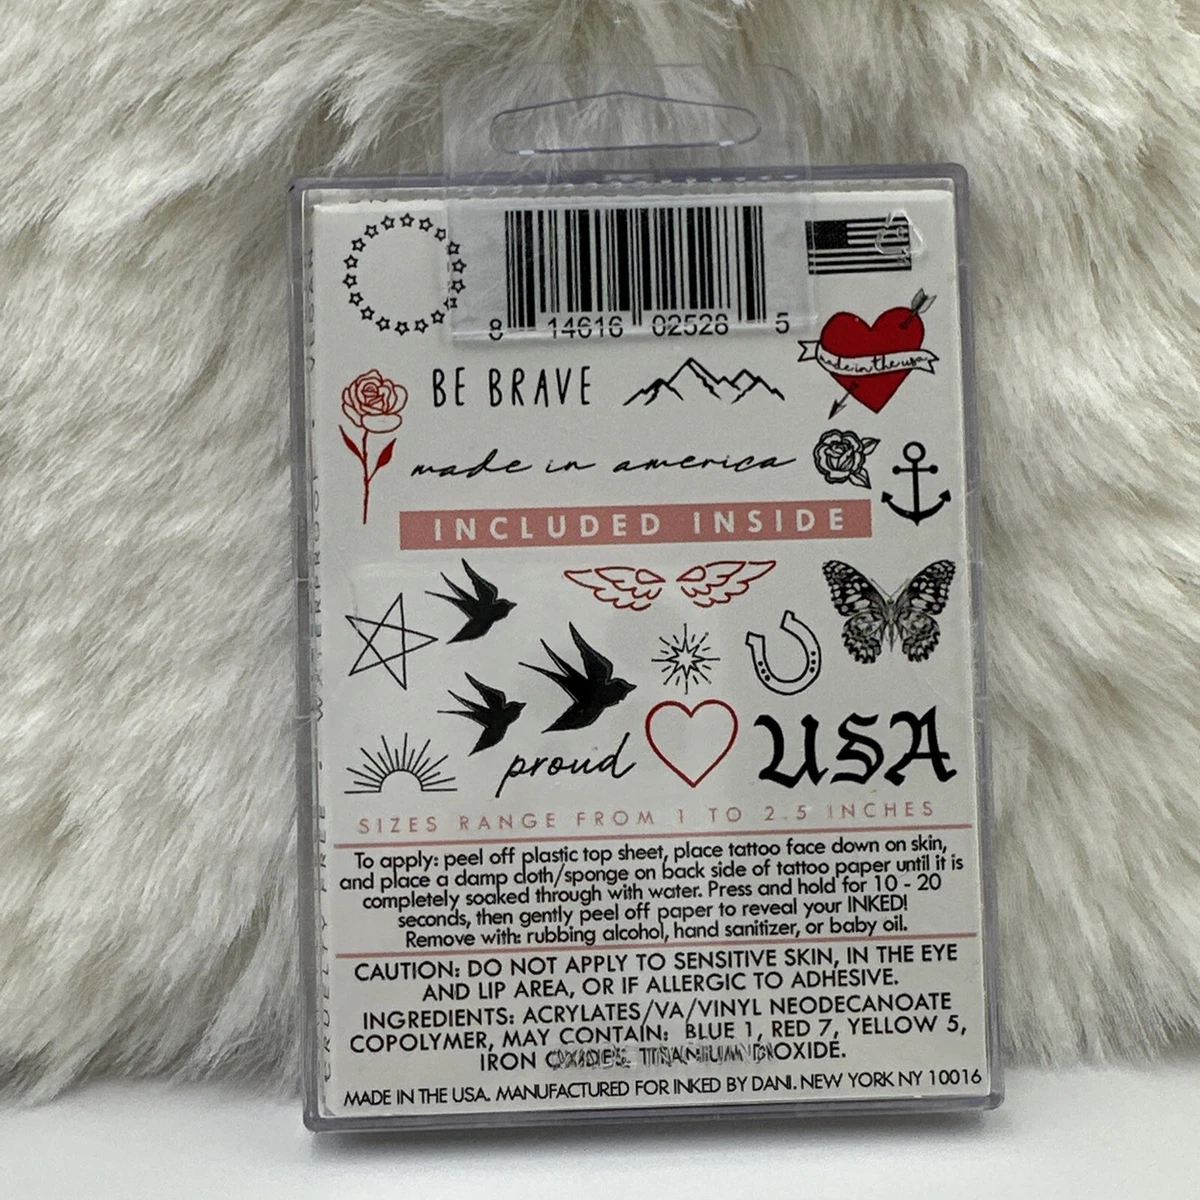 8 14616 02528 5
made in the usa
BE BRAVE
made in america
INCLUDED INSIDE
proud
USA
SIZES RANGE FROM 1 TO 2.5 INCHES
To apply: peel off plastic top sheet, place tattoo face down on skin,
and place a damp cloth/sponge on back side of tattoo paper until it is
completely soaked through with water. Press and hold for 10 - 20
seconds, then gently peel off paper to reveal your INKED!
Remove with: rubbing alcohol, hand sanitizer, or baby oil.
CAUTION: DO NOT APPLY TO SENSITIVE SKIN, IN THE EYE
AND LIP AREA, OR IF ALLERGIC TO ADHESIVE.
INGREDIENTS: ACRYLATES/VA/VINYL NEODECANOATE
COPOLYMER, MAY CONTAIN: BLUE 1, RED 7, YELLOW 5,
IRON OXIDES, TITANIUM DIOXIDE.
MADE IN THE USA. MANUFACTURED FOR INKED BY DANI. NEW YORK NY 10016
CRUELTY FREE • WATERPROOF • VEGAN